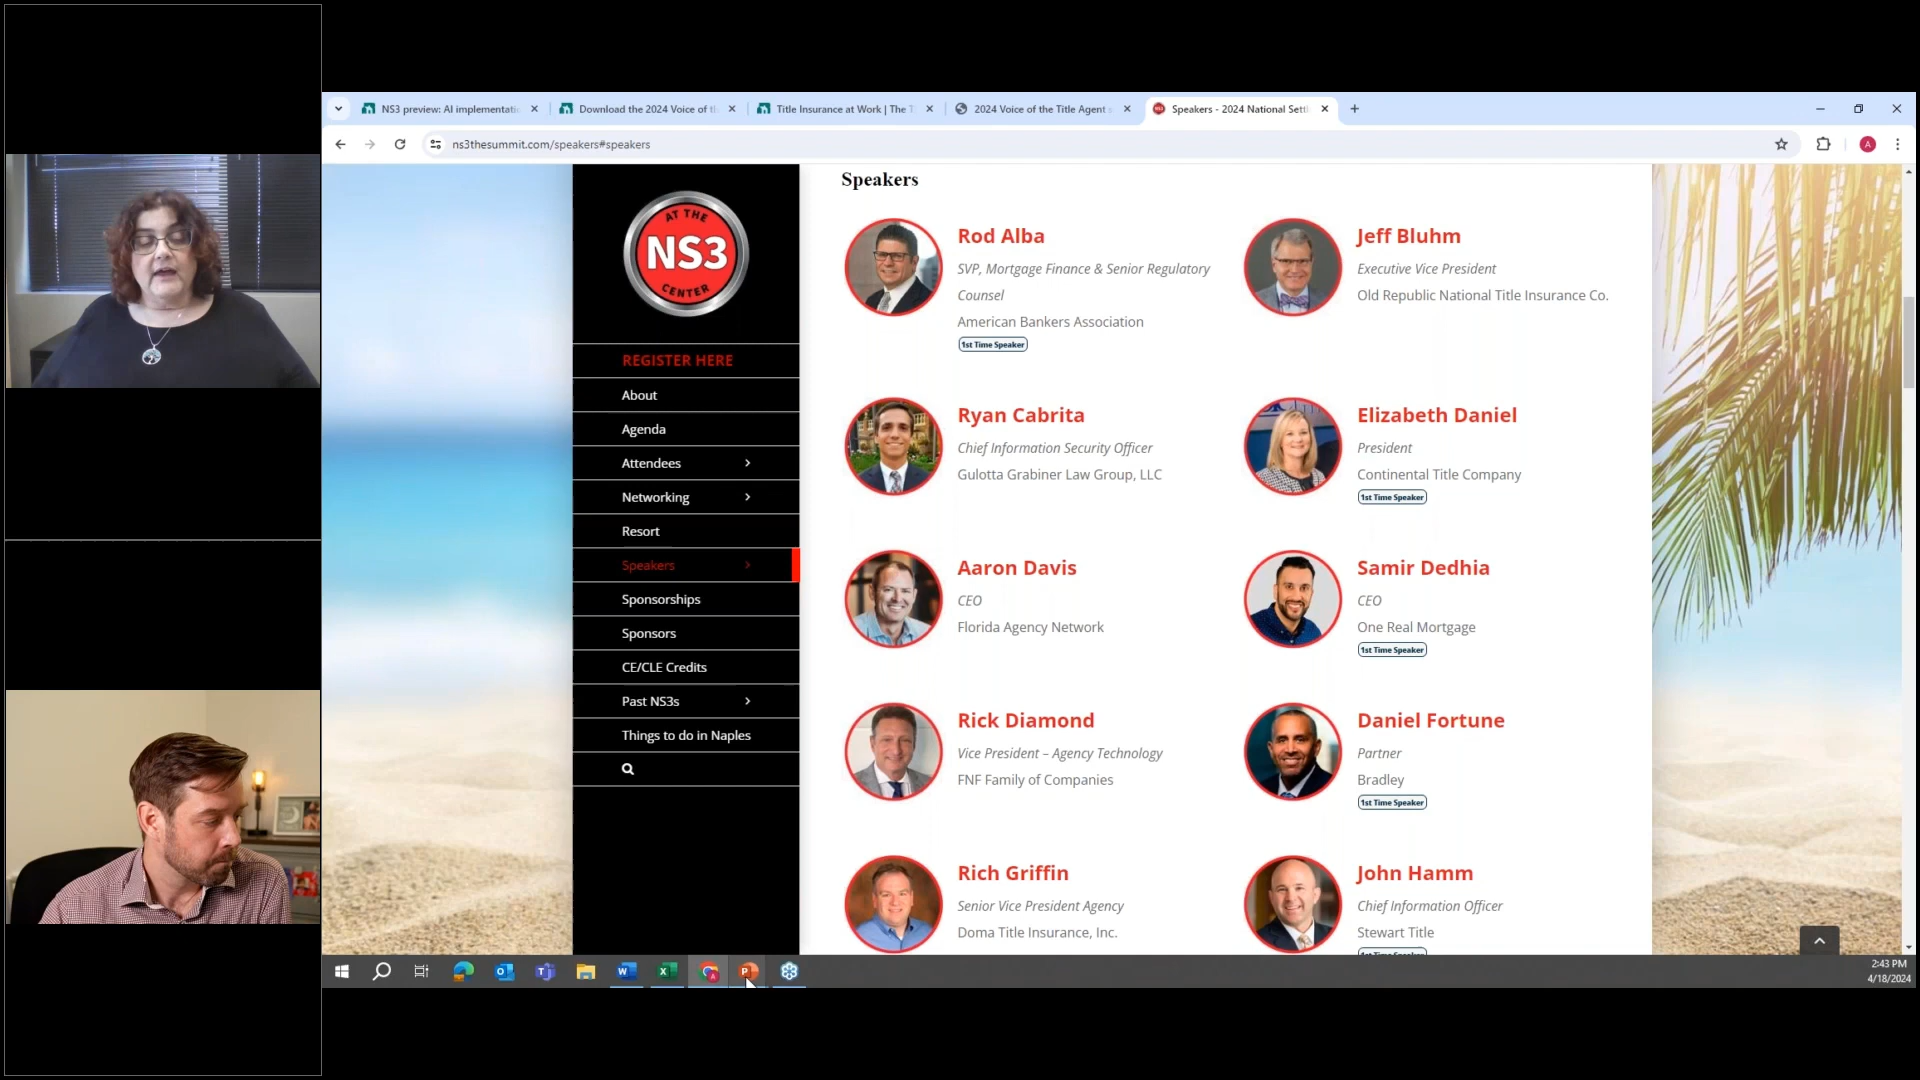 NS3 preview: AI implementati
Download the 2024 Voice of t
Title Insurance at Work | The T
2024 Voice of the Title Agent s
Speakers - 2024 National Settl
ns3thesummit.com/speakers#speakers
A
AT THE
NS3
CENTER
REGISTER HERE
About
Agenda
Attendees
Networking
Resort
Speakers
Sponsorships
Sponsors
CE/CLE Credits
Past NS3s
Things to do in Naples
Speakers
Rod Alba
SVP, Mortgage Finance & Senior Regulatory
Counsel
American Bankers Association
1st Time Speaker
Jeff Bluhm
Executive Vice President
Old Republic National Title Insurance Co.
Ryan Cabrita
Chief Information Security Officer
Gulotta Grabiner Law Group, LLC
Elizabeth Daniel
President
Continental Title Company
1st Time Speaker
Aaron Davis
CEO
Florida Agency Network
Samir Dedhia
CEO
One Real Mortgage
1st Time Speaker
Rick Diamond
Vice President – Agency Technology
FNF Family of Companies
Daniel Fortune
Partner
Bradley
1st Time Speaker
Rich Griffin
Senior Vice President Agency
Doma Title Insurance, Inc.
John Hamm
Chief Information Officer
Stewart Title
1st Time Speaker
2:43 PM
4/18/2024